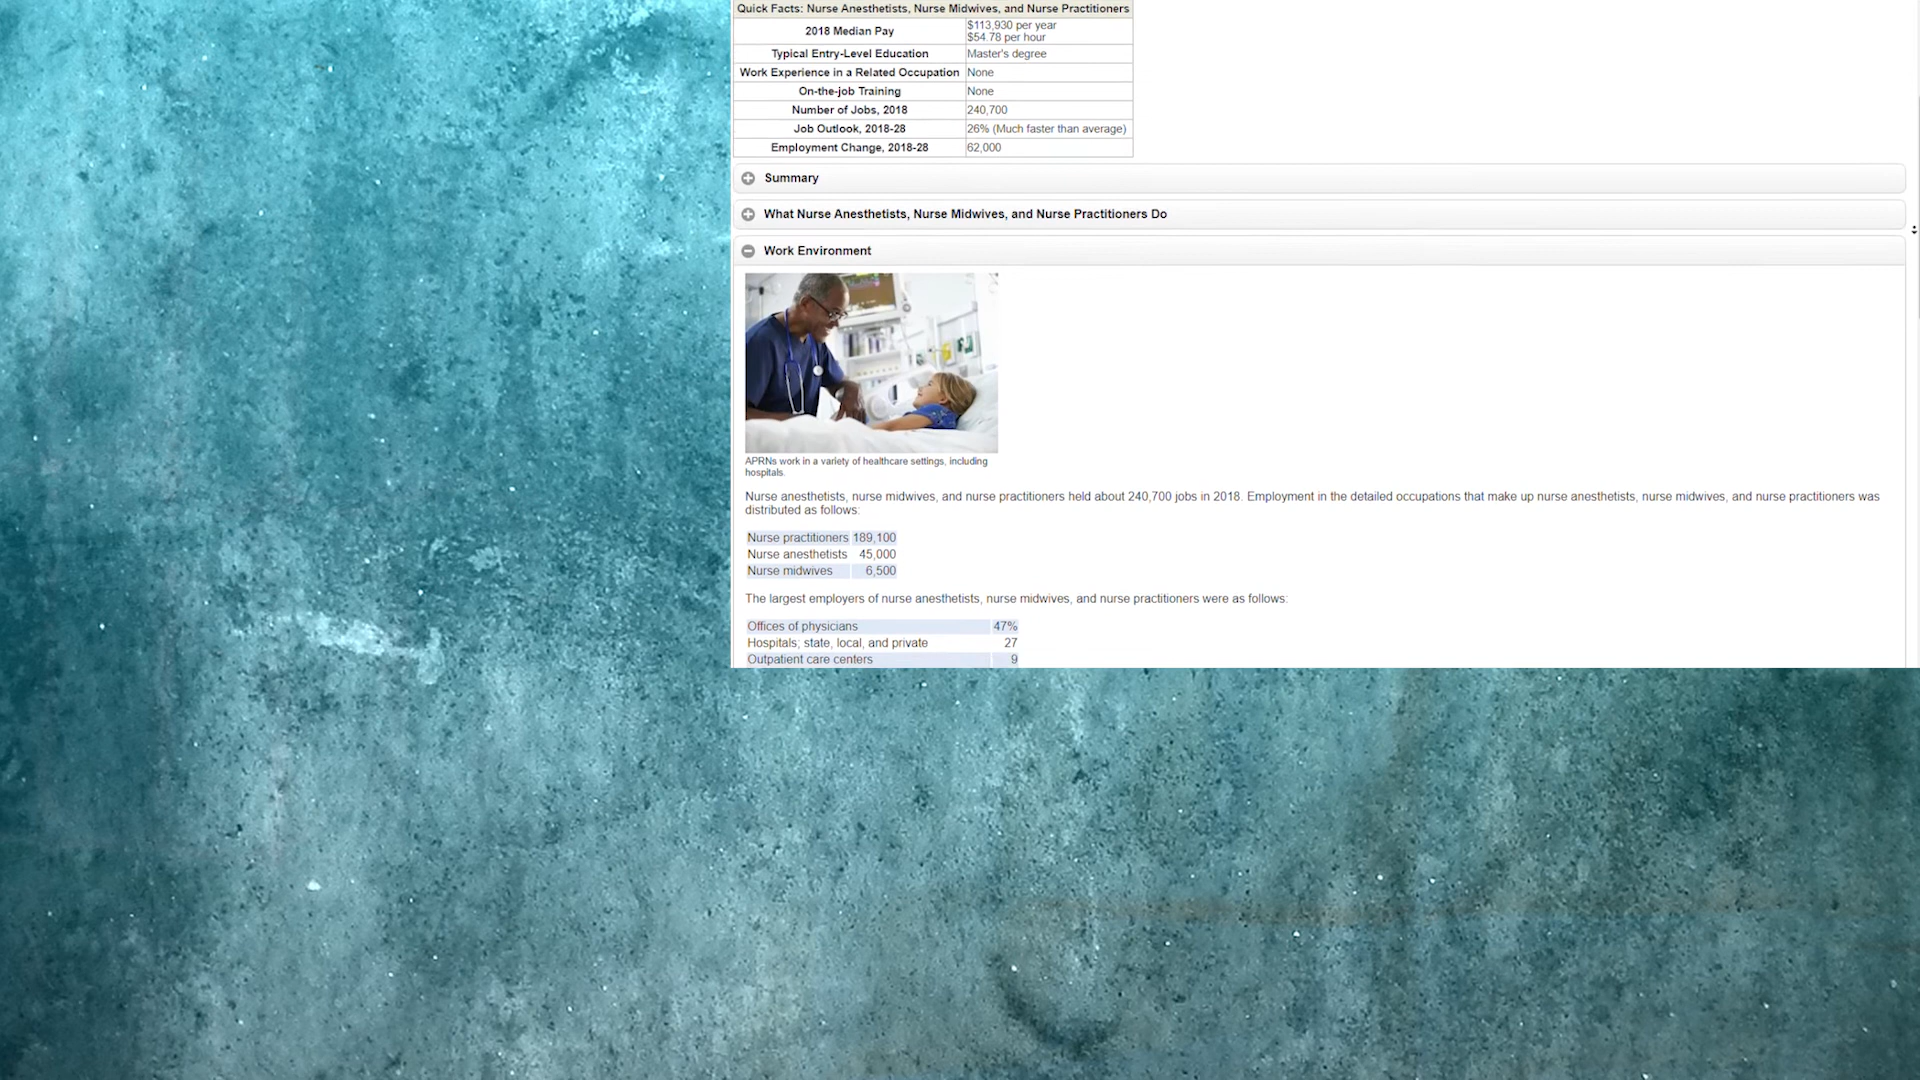 Quick Facts: Nurse Anesthetists, Nurse Midwives, and Nurse Practitioners
2018 Median Pay $113,930 per year
$54.78 per hour
Typical Entry-Level Education Master's degree
Work Experience in a Related Occupation None
On-the-job Training None
Number of Jobs, 2018 240,700
Job Outlook, 2018-28 26% (Much faster than average)
Employment Change, 2018-28 62,000
Summary
What Nurse Anesthetists, Nurse Midwives, and Nurse Practitioners Do
Work Environment
APRNs work in a variety of healthcare settings, including
hospitals.
Nurse anesthetists, nurse midwives, and nurse practitioners held about 240,700 jobs in 2018. Employment in the detailed occupations that make up nurse anesthetists, nurse midwives, and nurse practitioners was
distributed as follows:
Nurse practitioners 189,100
Nurse anesthetists 45,000
Nurse midwives 6,500
The largest employers of nurse anesthetists, nurse midwives, and nurse practitioners were as follows:
Offices of physicians 47%
Hospitals; state, local, and private 27
Outpatient care centers 9